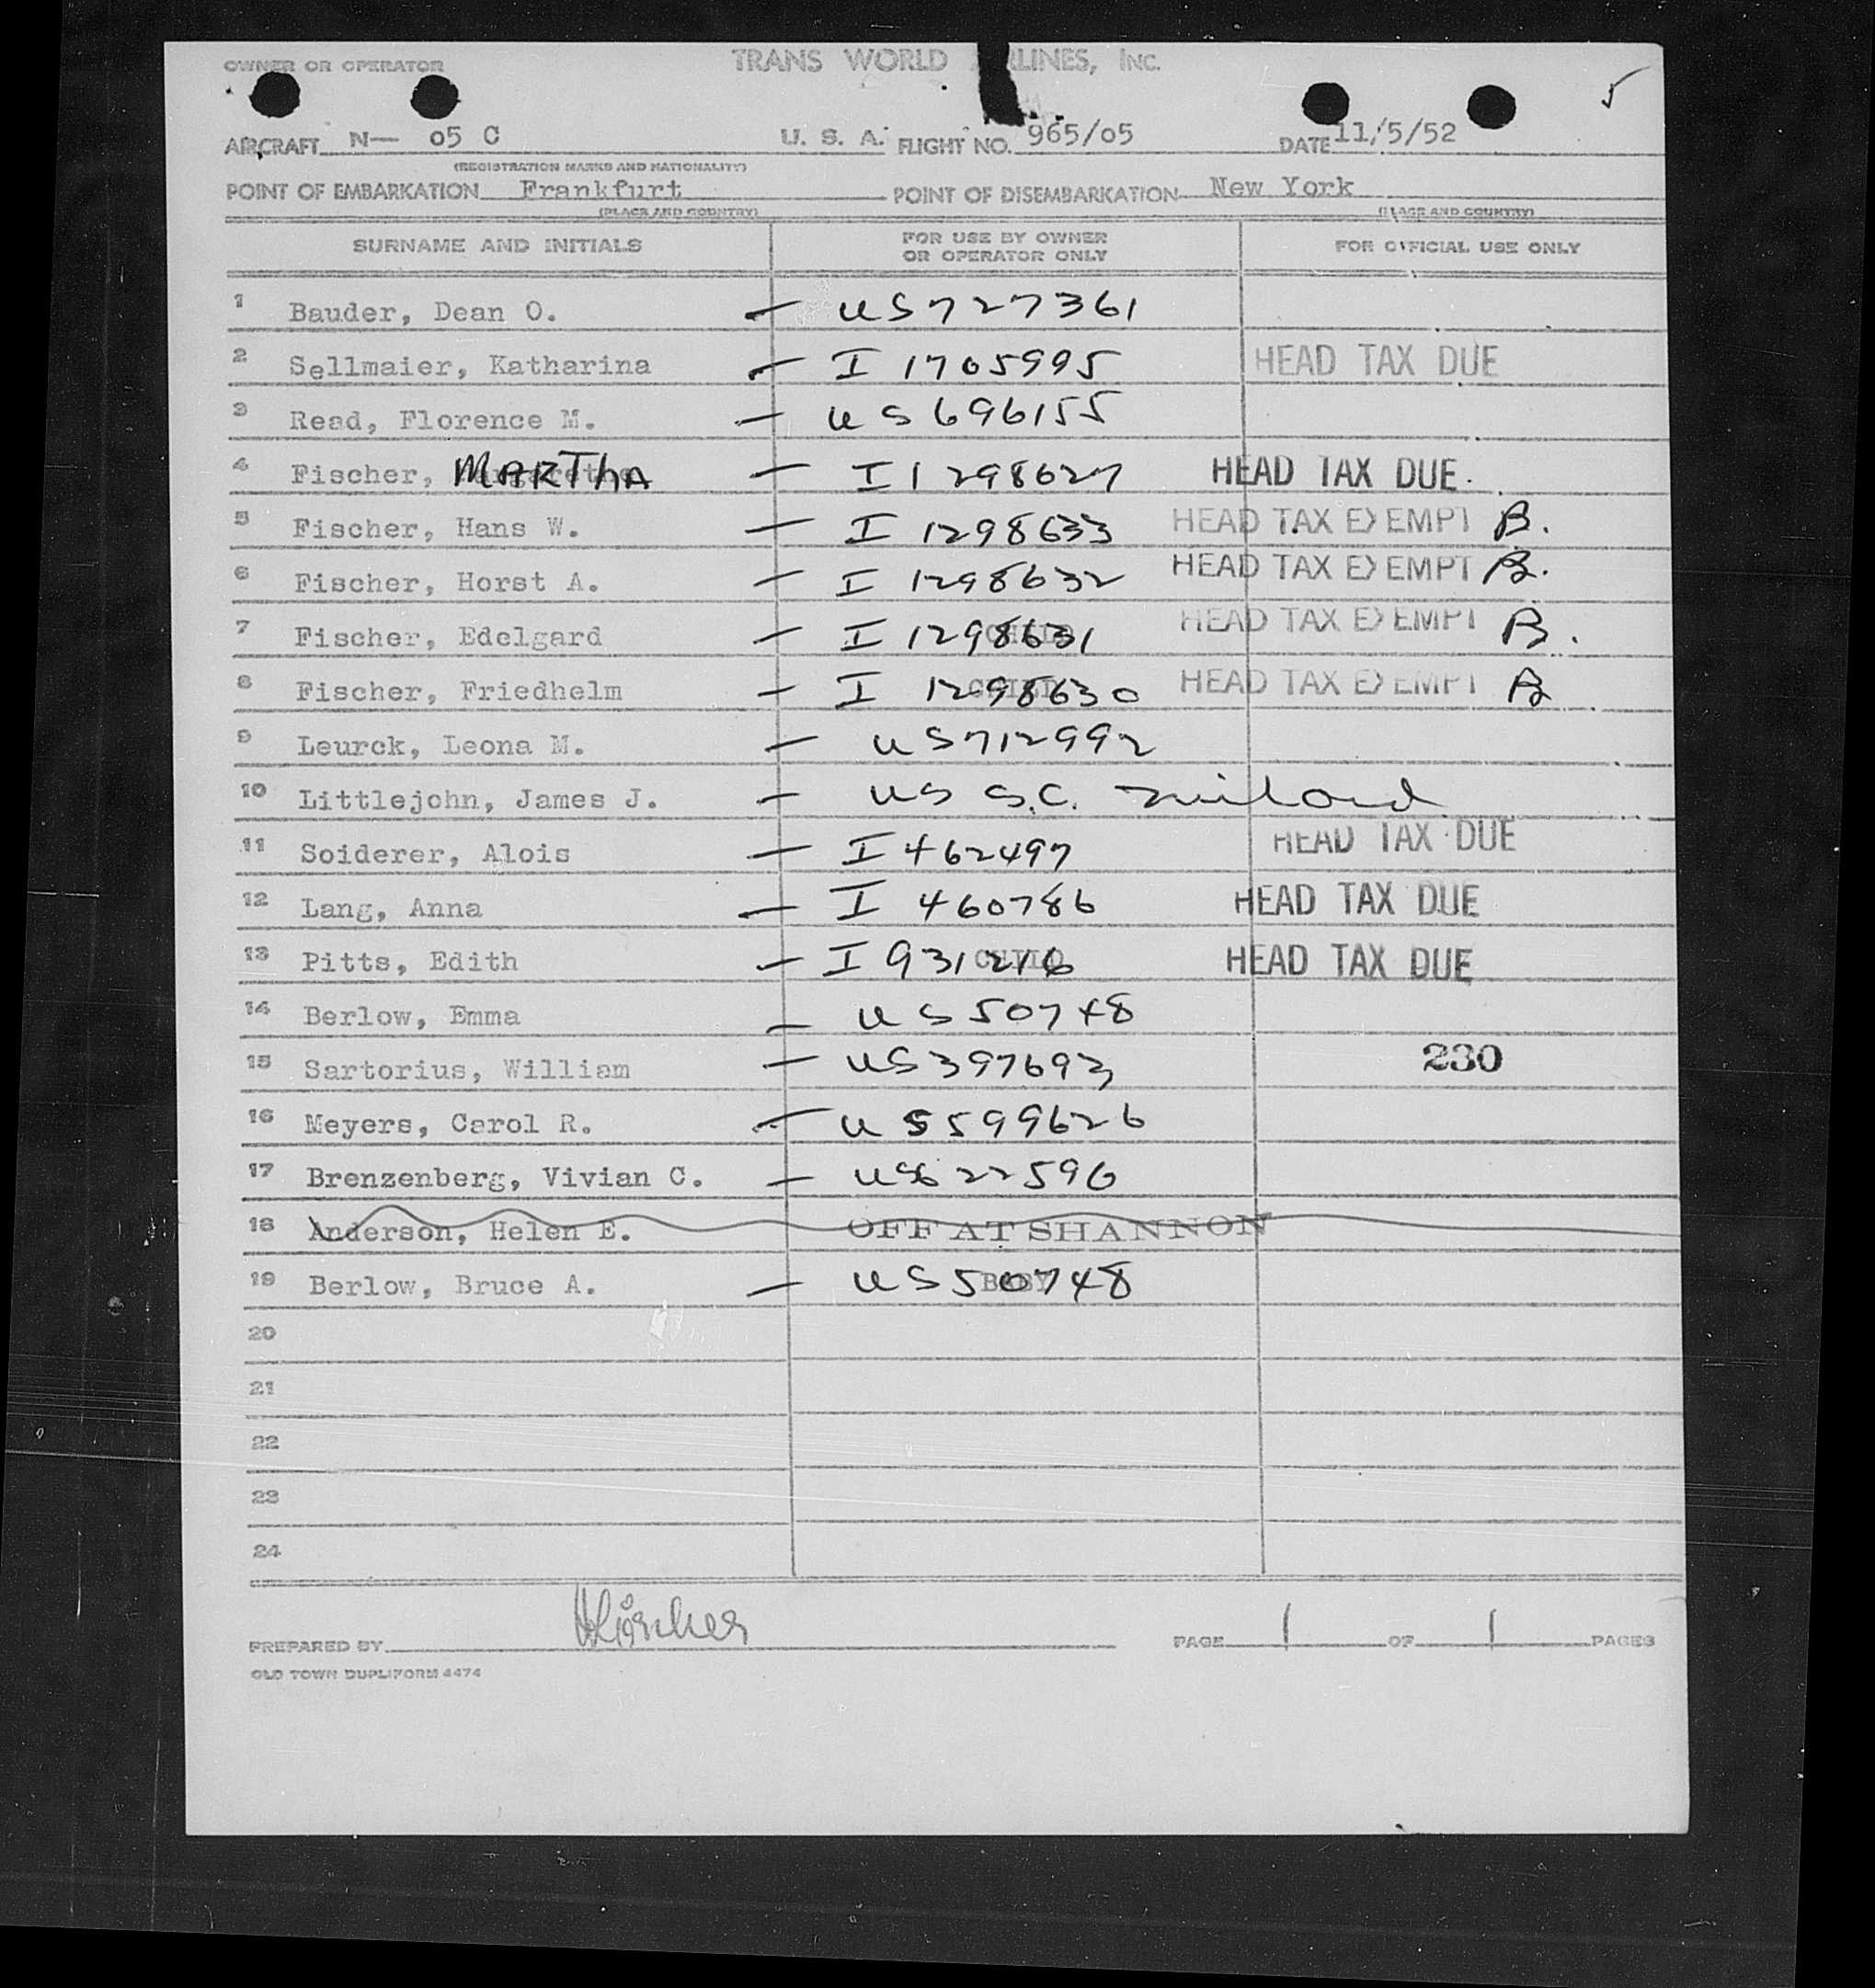 OWNER OR OPERATOR TRANS WORLD RLINES, INC.
5
AIRCRAFT N— 05 C U. S. A. FLIGHT NO. 965/05 DATE 11/5/52
(REGISTRATION MARKS AND NATIONALITY)
POINT OF EMBARKATION Frankfurt POINT OF DISEMBARKATION New York
(PLACE AND COUNTRY) (PLACE AND COUNTRY)
SURNAME AND INITIALS FOR USE BY OWNER OR OPERATOR ONLY FOR OFFICIAL USE ONLY
1 Bauder, Dean O. — US727361
2 Sellmaier, Katharina — I 1705995 HEAD TAX DUE
3 Read, Florence M. — US696155
4 Fischer, MARTHA — I 1298627 HEAD TAX DUE.
5 Fischer, Hans W. — I 1298633 HEAD TAX EXEMPT B.
6 Fischer, Horst A. — I 1298632 HEAD TAX EXEMPT B.
7 Fischer, Edelgard — CHILD I 1298631 HEAD TAX EXEMPT B.
8 Fischer, Friedhelm — CHILD I 1298630 HEAD TAX EXEMPT B
9 Leurck, Leona M. — US712992
10 Littlejohn, James J. — US S.C.
11 Soiderer, Alois — I 462497 HEAD TAX DUE
12 Lang, Anna — I 460786 HEAD TAX DUE
13 Pitts, Edith — CHILD I 931216 HEAD TAX DUE
14 Berlow, Emma — US50748
15 Sartorius, William — US397693 230
16 Meyers, Carol R. — US599626
17 Brenzenberg, Vivian C. — US622596
18 Anderson, Helen E. OFF AT SHANNON
19 Berlow, Bruce A. — BABY US50748
20
21
22
23
24
PREPARED BY PAGE 1 OF 1 PAGES
OLD TOWN DUPLIFORM 4474